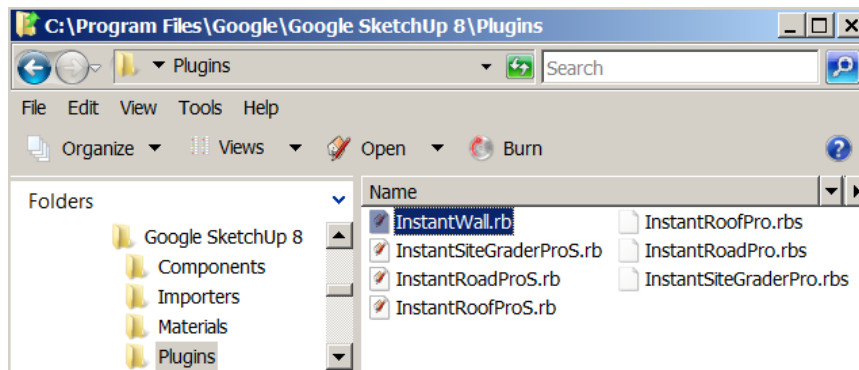 C:\Program Files\Google\Google SketchUp 8\Plugins
Plugins
Search
File Edit View Tools Help
Organize Views Open Burn
Folders
Name
Google SketchUp 8
Components
Importers
Materials
Plugins
InstantWall.rb
InstantSiteGraderProS.rb
InstantRoadProS.rb
InstantRoofProS.rb
InstantRoofPro.rbs
InstantRoadPro.rbs
InstantSiteGraderPro.rbs